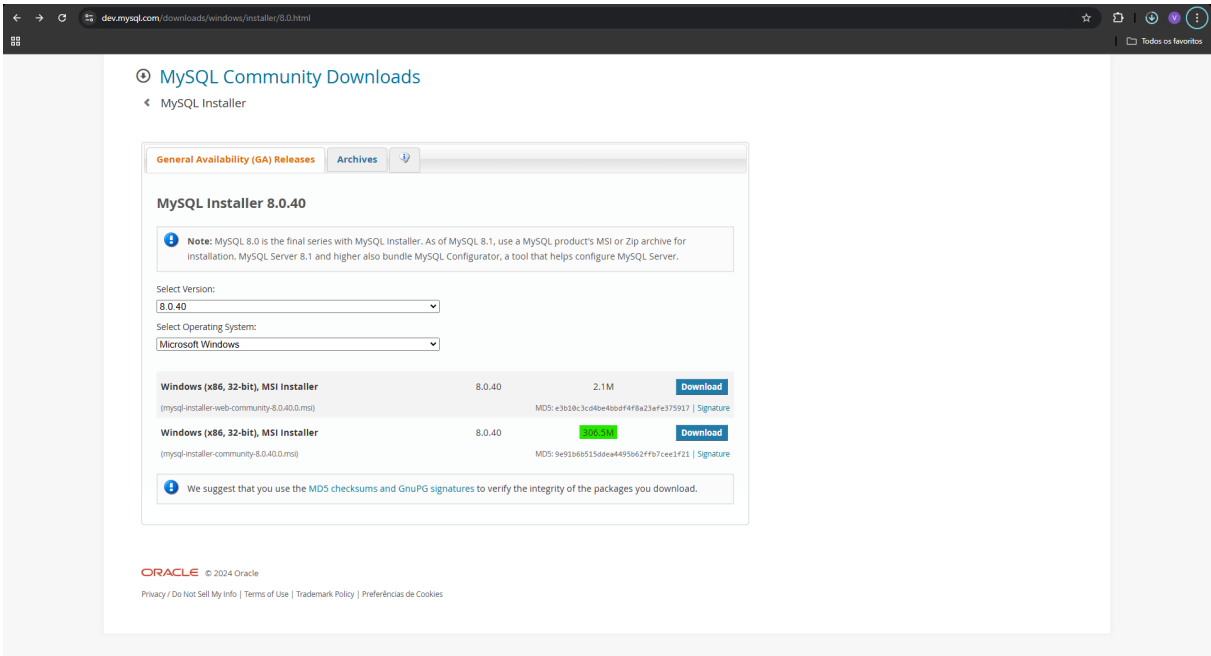 dev.mysql.com/downloads/windows/installer/8.0.html
V
Todos os favoritos
MySQL Community Downloads
MySQL Installer
General Availability (GA) Releases
Archives
MySQL Installer 8.0.40
Note: MySQL 8.0 is the final series with MySQL Installer. As of MySQL 8.1, use a MySQL product's MSI or Zip archive for
installation. MySQL Server 8.1 and higher also bundle MySQL Configurator, a tool that helps configure MySQL Server.
Select Version:
8.0.40
Select Operating System:
Microsoft Windows
Windows (x86, 32-bit), MSI Installer 8.0.40 2.1M Download
(mysql-installer-web-community-8.0.40.0.msi) MD5: e3b10c3cd4be4bbdf4f8a23afe375917 | Signature
Windows (x86, 32-bit), MSI Installer 8.0.40 306.5M Download
(mysql-installer-community-8.0.40.0.msi) MD5: 9e91b6b515ddea4495b62ffb7cee1f21 | Signature
We suggest that you use the MD5 checksums and GnuPG signatures to verify the integrity of the packages you download.
ORACLE © 2024 Oracle
Privacy / Do Not Sell My Info | Terms of Use | Trademark Policy | Preferências de Cookies